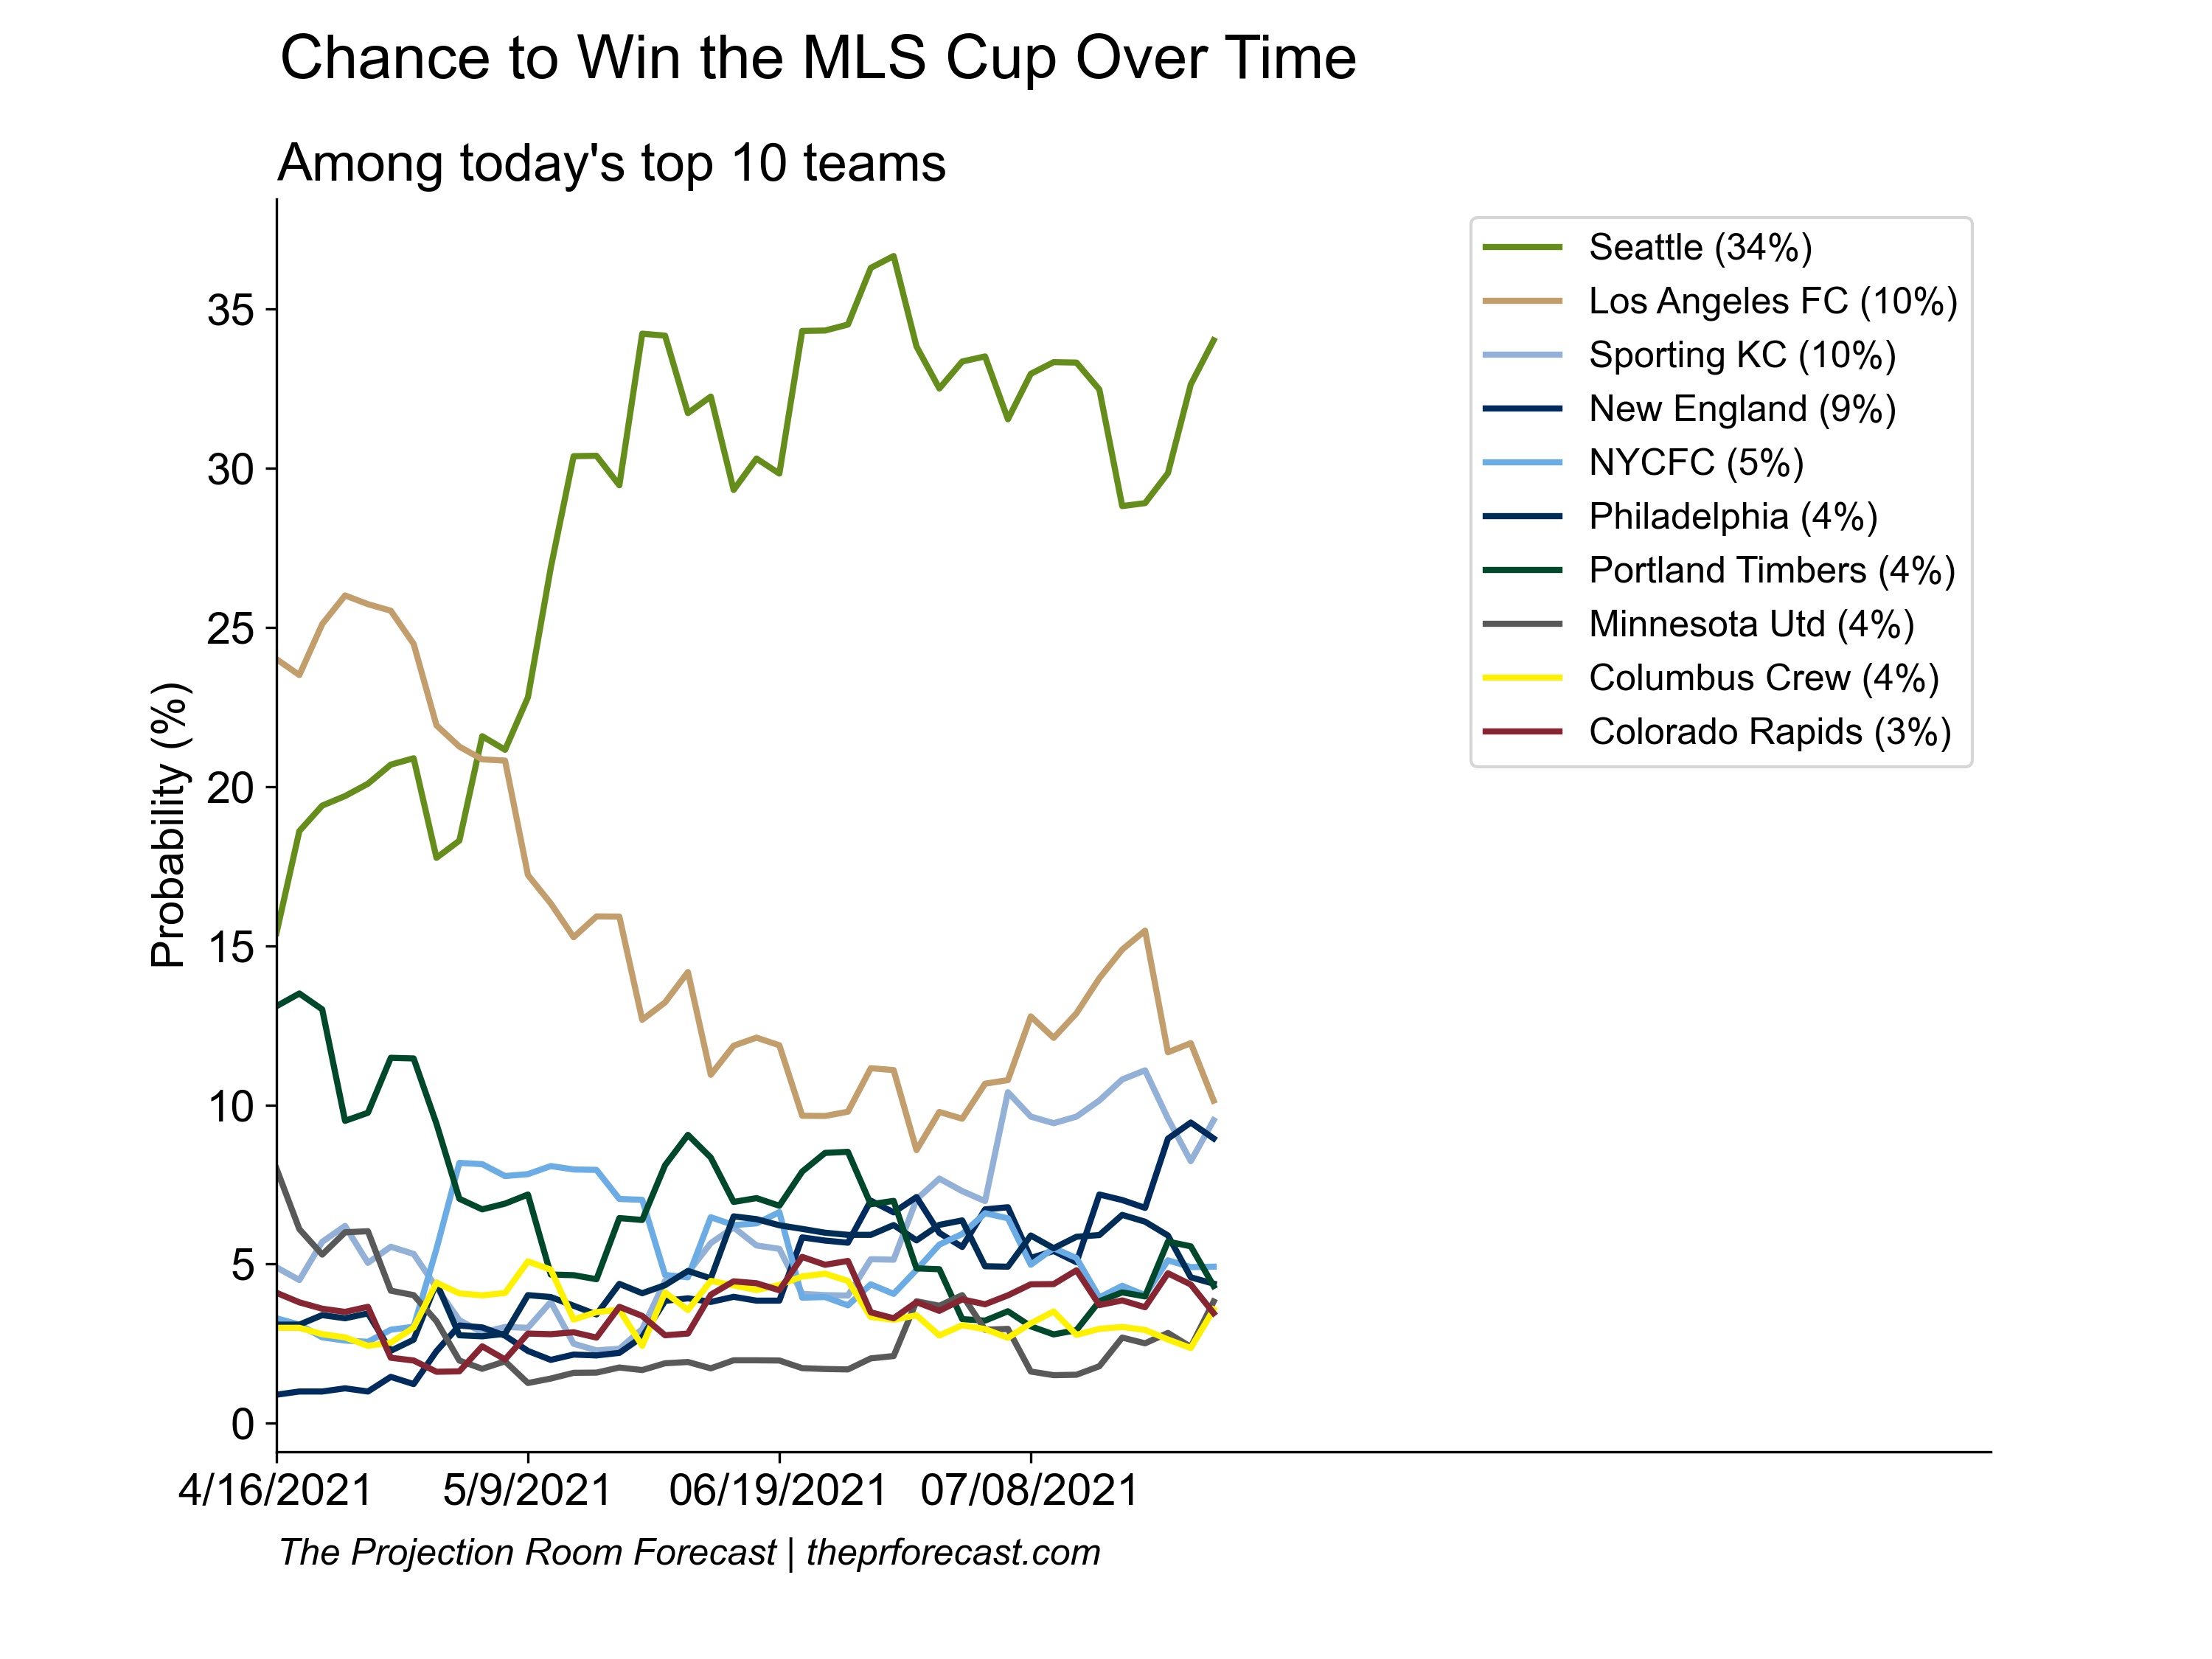 Chance to Win the MLS Cup Over Time
Among today's top 10 teams
Seattle (34%)
Los Angeles FC (10%)
Sporting KC (10%)
New England (9%)
NYCFC (5%)
Philadelphia (4%)
Portland Timbers (4%)
Minnesota Utd (4%)
Columbus Crew (4%)
Colorado Rapids (3%)
Probability (%)
35
30
25
20
15
10
5
0
4/16/2021 5/9/2021 06/19/2021 07/08/2021
The Projection Room Forecast | theprforecast.com